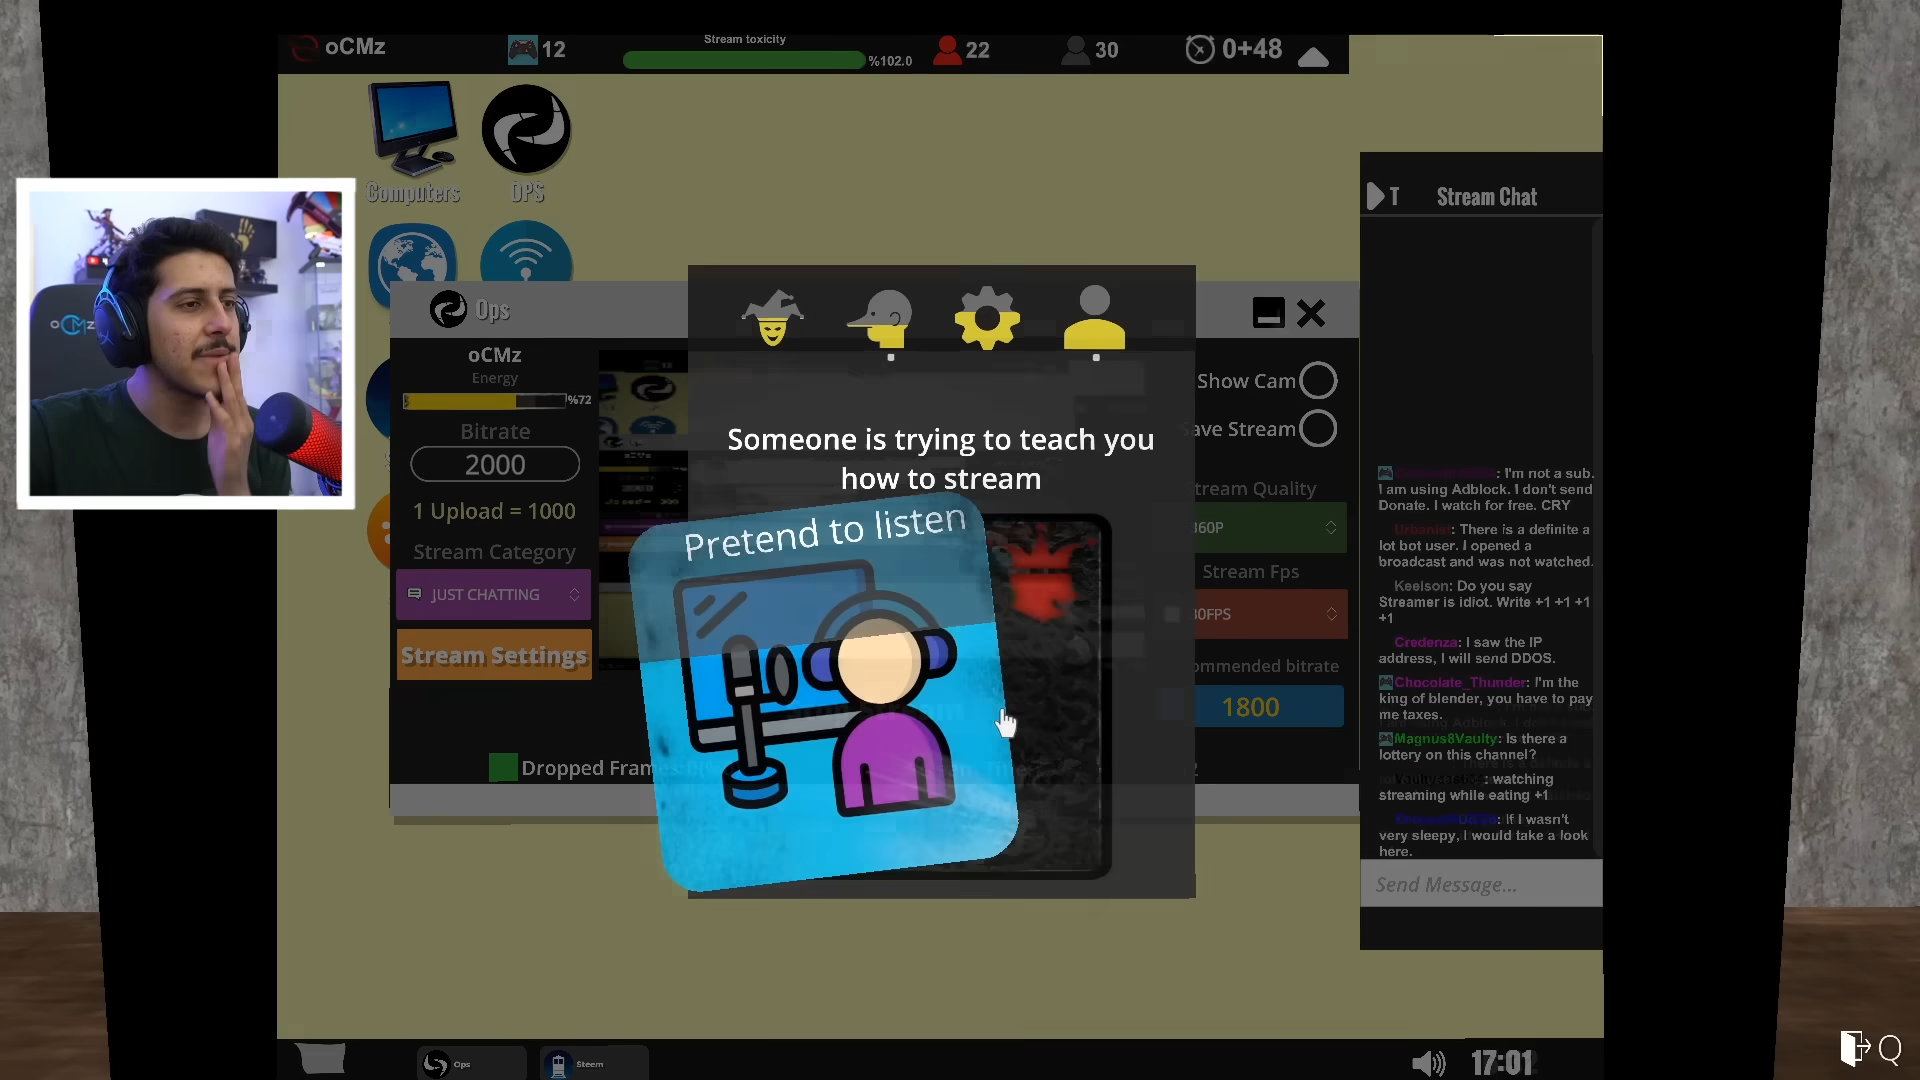 oCMz
12
Stream toxicity
%102.0
22
30
0+48
Computers
OPS
T
Stream Chat
Ops
oCMz
Energy
%72
Show Cam
Bitrate
2000
ave Stream
Someone is trying to teach you
how to stream
1 Upload = 1000
tream Quality
360P
Stream Category
JUST CHATTING
Stream Fps
30FPS
Stream Settings
Pretend to listen
ommended bitrate
1800
Dropped Frames
: I'm not a sub.
I am using Adblock. I don't send
Donate. I watch for free. CRY
Urbanist: There is a definite a
lot bot user. I opened a
broadcast and was not watched.
Keelson: Do you say
Streamer is idiot. Write +1 +1 +1
+1
Credenza: I saw the IP
address, I will send DDOS.
Chocolate_Thunder: I'm the
king of blender, you have to pay
me taxes.
Magnus8Vaulty: Is there a
lottery on this channel?
: watching
streaming while eating +1
: If I wasn't
very sleepy, I would take a look
here.
Send Message...
Ops
Steem
17:01
Q
oCMz